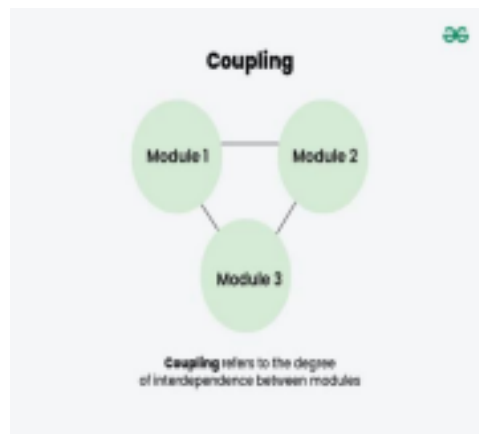 Coupling
Module 1
Module 2
Module 3
Coupling refers to the degree
of interdependence between modules